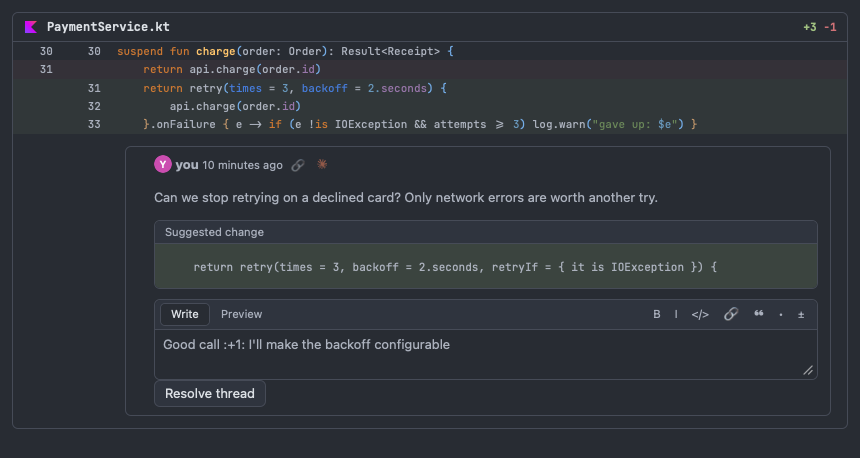 PaymentService.kt +3 -1
30 30 suspend fun charge(order: Order): Result<Receipt> {
31 return api.charge(order.id)
31 return retry(times = 3, backoff = 2.seconds) {
32 api.charge(order.id)
33 }.onFailure { e -> if (e !is IOException && attempts >= 3) log.warn("gave up: $e") }
Y you 10 minutes ago
Can we stop retrying on a declined card? Only network errors are worth another try.
Suggested change
return retry(times = 3, backoff = 2.seconds, retryIf = { it is IOException }) {
Write Preview B I </> ❝ · ±
Good call :+1: I'll make the backoff configurable
Resolve thread